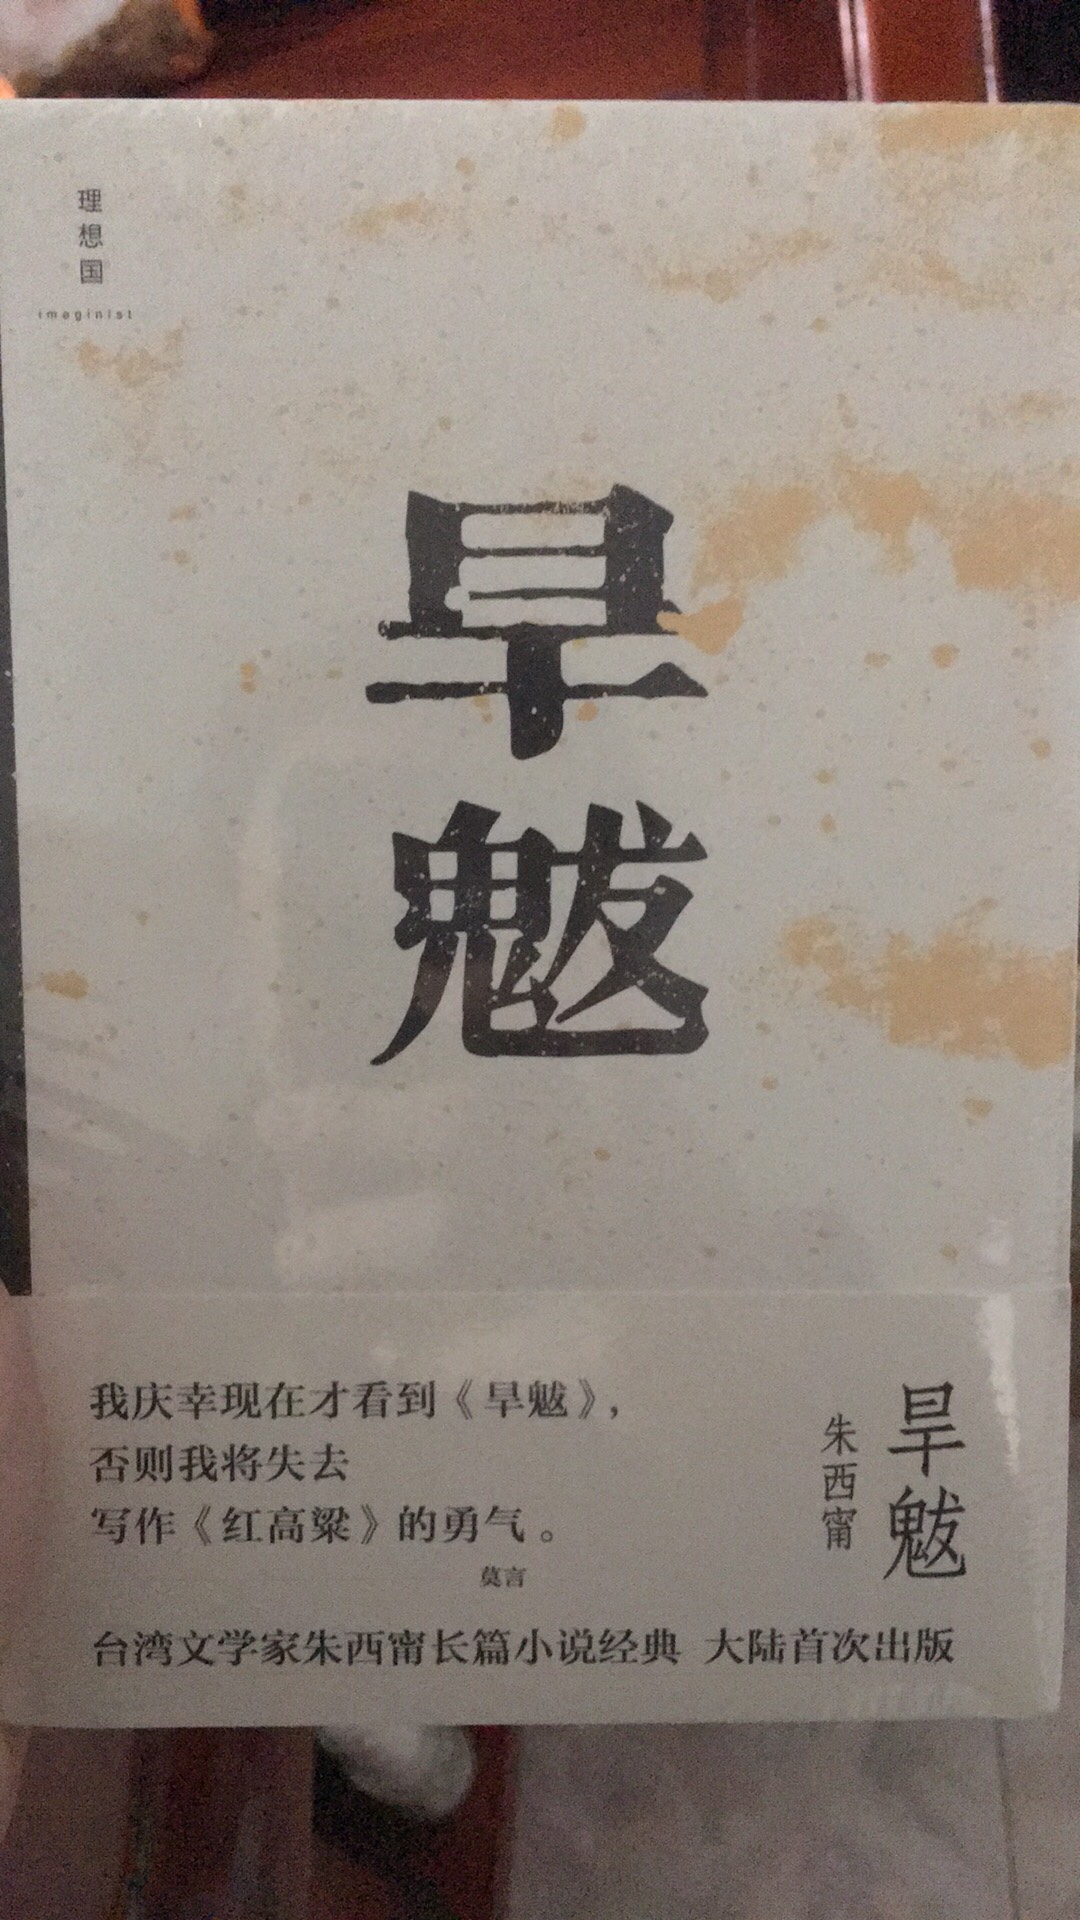 理想国
imaginist
旱魃
我庆幸现在才看到《旱魃》，
否则我将失去
写作《红高粱》的勇气。
莫言
旱魃
朱西甯
台湾文学家朱西甯长篇小说经典 大陆首次出版